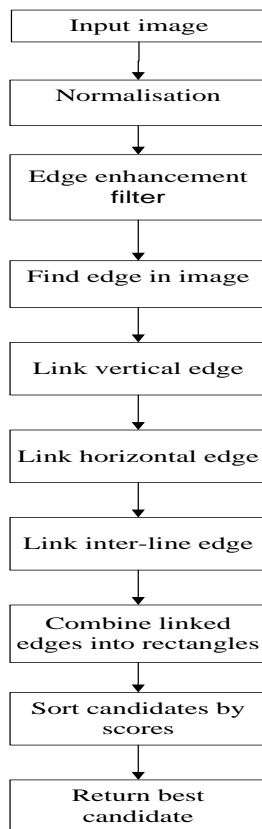 Input image
Normalisation
Edge enhancement
filter
Find edge in image
Link vertical edge
Link horizontal edge
Link inter-line edge
Combine linked
edges into rectangles
Sort candidates by
scores
Return best
candidate